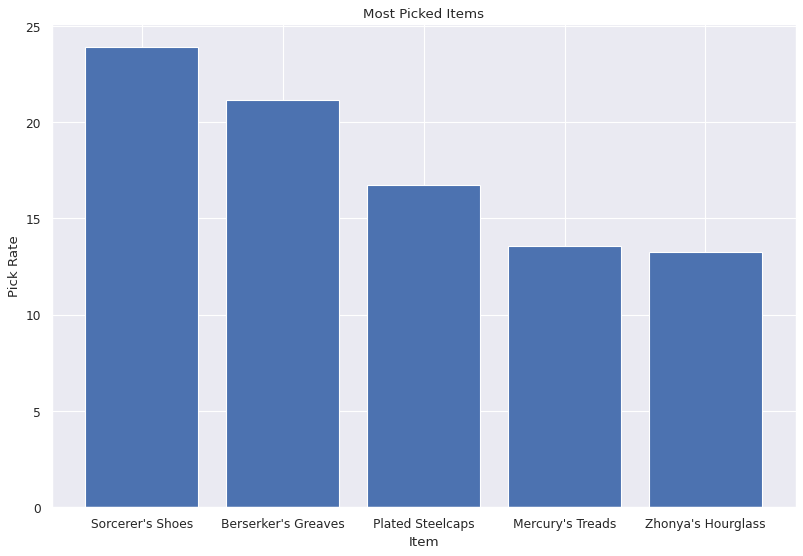 Most Picked Items
Pick Rate
25
20
15
10
5
0
Sorcerer's Shoes Berserker's Greaves Plated Steelcaps Mercury's Treads Zhonya's Hourglass
Item